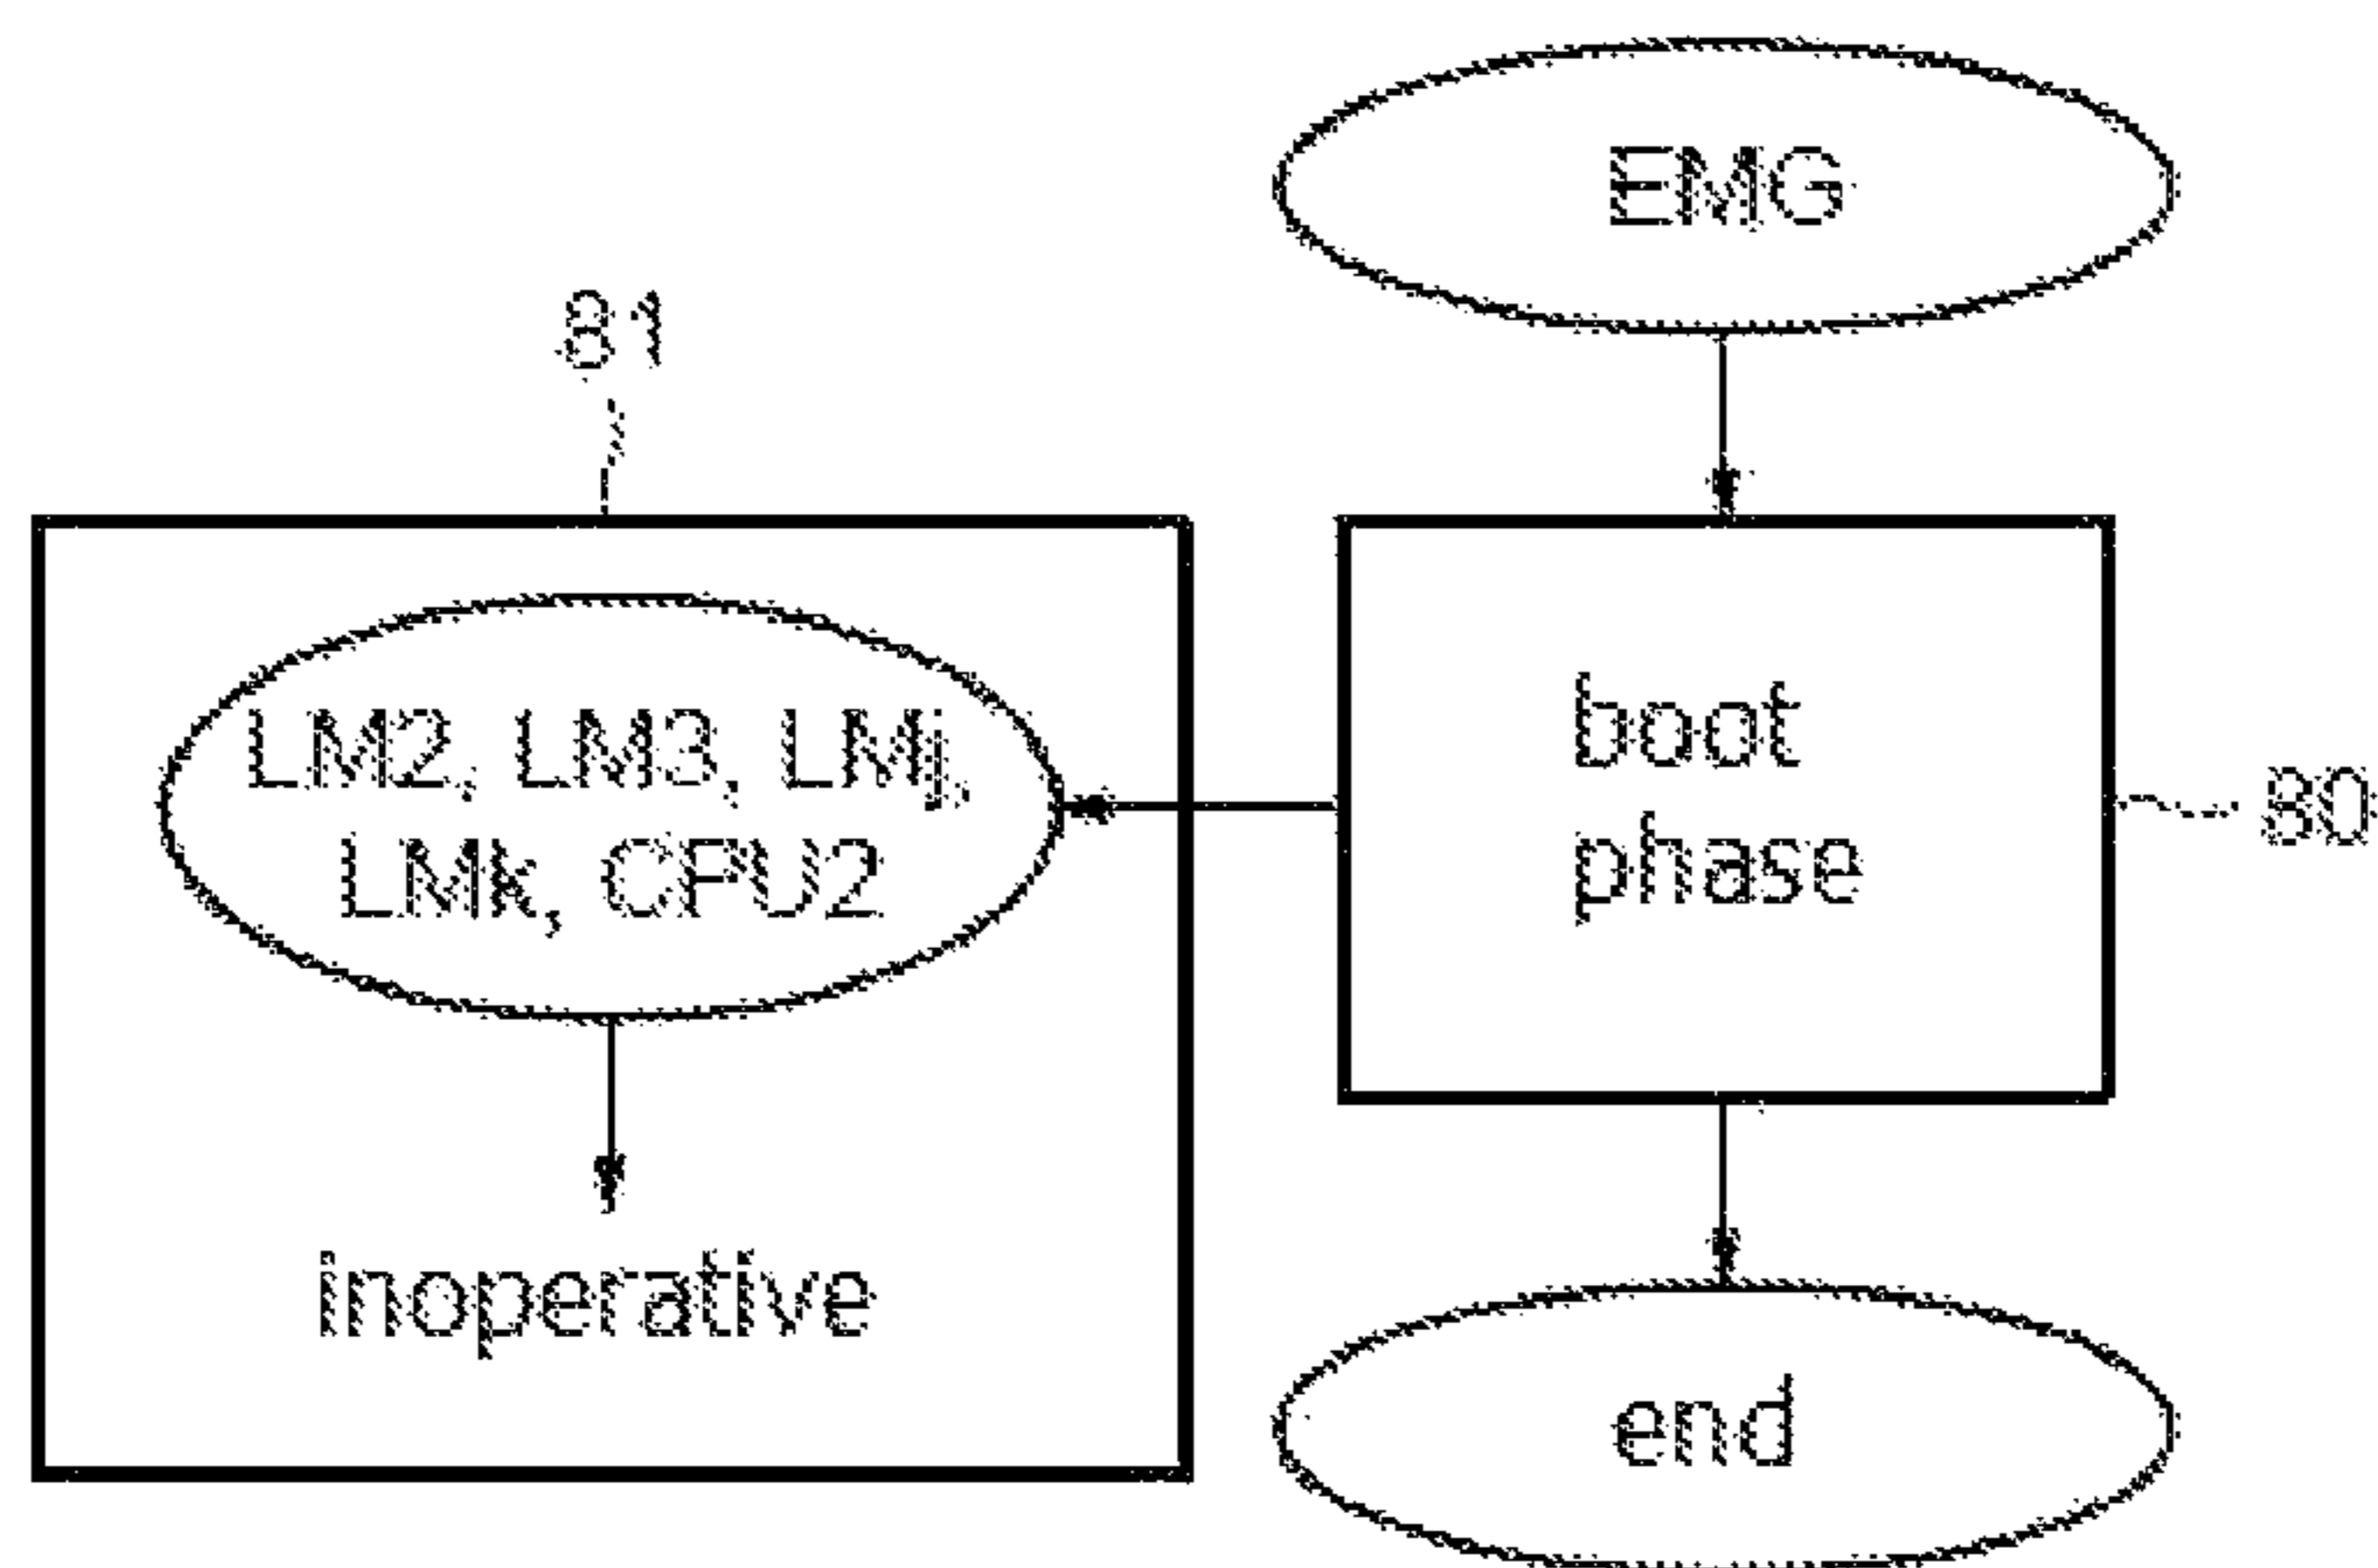 EMG
81
LM2, LM3, LMj,
LMk, CPU2
boot
phase
80
inoperative
end